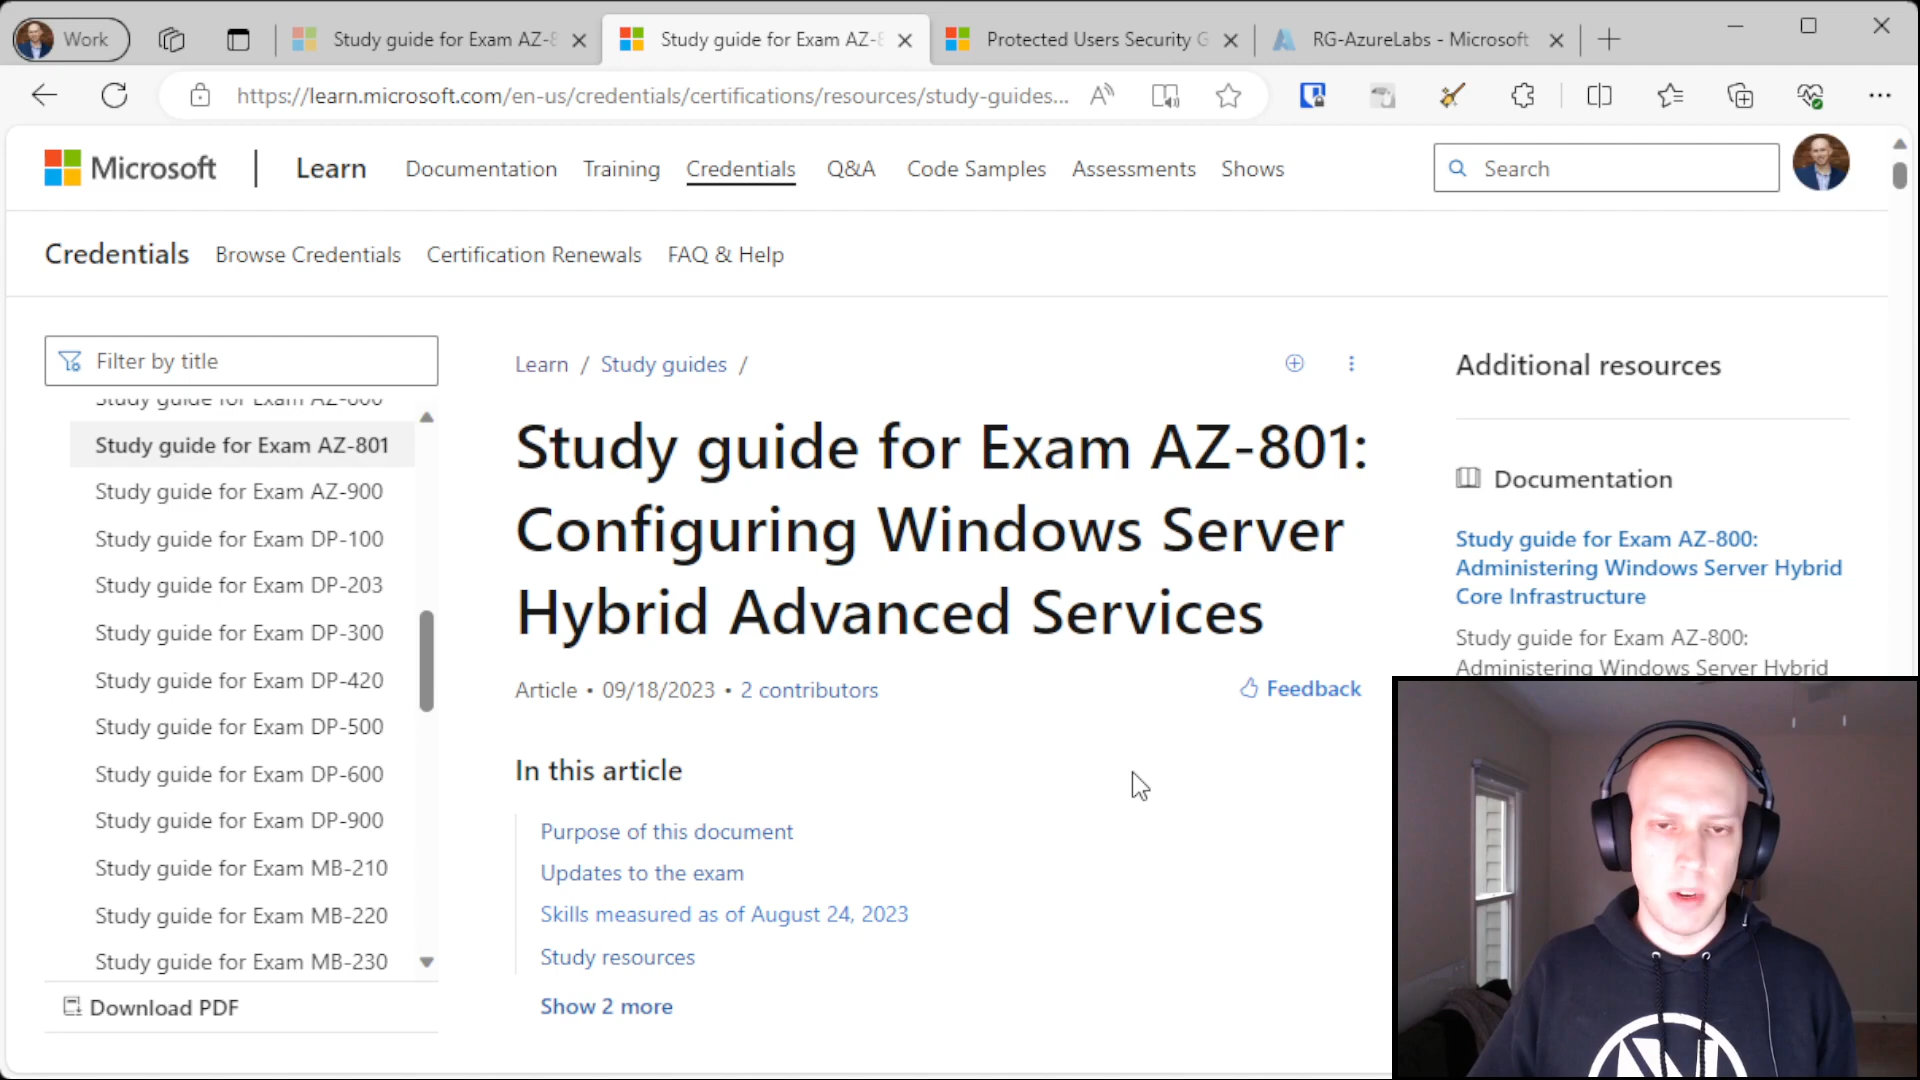 Work
Study guide for Exam AZ-8
Study guide for Exam AZ-8
Protected Users Security G
RG-AzureLabs - Microsoft
https://learn.microsoft.com/en-us/credentials/certifications/resources/study-guides...
Microsoft
Learn
Documentation
Training
Credentials
Q&A
Code Samples
Assessments
Shows
Search
Credentials
Browse Credentials
Certification Renewals
FAQ & Help
Filter by title
Study guide for Exam AZ-800
Study guide for Exam AZ-801
Study guide for Exam AZ-900
Study guide for Exam DP-100
Study guide for Exam DP-203
Study guide for Exam DP-300
Study guide for Exam DP-420
Study guide for Exam DP-500
Study guide for Exam DP-600
Study guide for Exam DP-900
Study guide for Exam MB-210
Study guide for Exam MB-220
Study guide for Exam MB-230
Download PDF
Learn / Study guides /
Study guide for Exam AZ-801:
Configuring Windows Server
Hybrid Advanced Services
Article • 09/18/2023 • 2 contributors
Feedback
In this article
Purpose of this document
Updates to the exam
Skills measured as of August 24, 2023
Study resources
Show 2 more
Additional resources
Documentation
Study guide for Exam AZ-800:
Administering Windows Server Hybrid
Core Infrastructure
Study guide for Exam AZ-800:
Administering Windows Server Hybrid